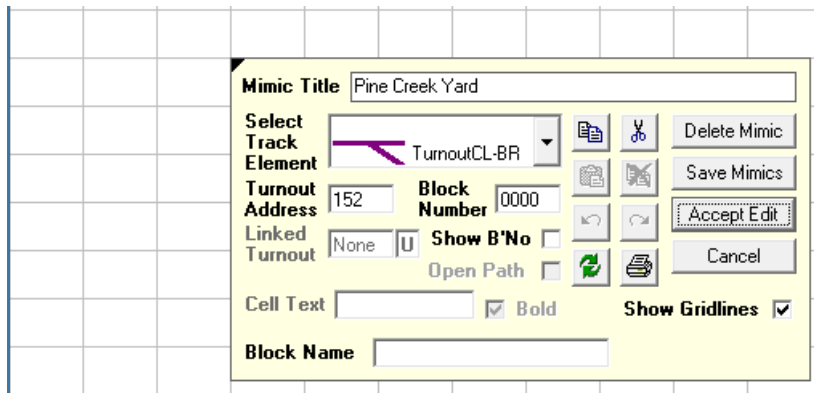 Mimic Title Pine Creek Yard
Select Track Element TurnoutCL-BR
Delete Mimic
Turnout Address 152 Block Number 0000
Save Mimics
Linked Turnout None U Show B'No
Accept Edit
Open Path
Cancel
Cell Text Bold Show Gridlines
Block Name